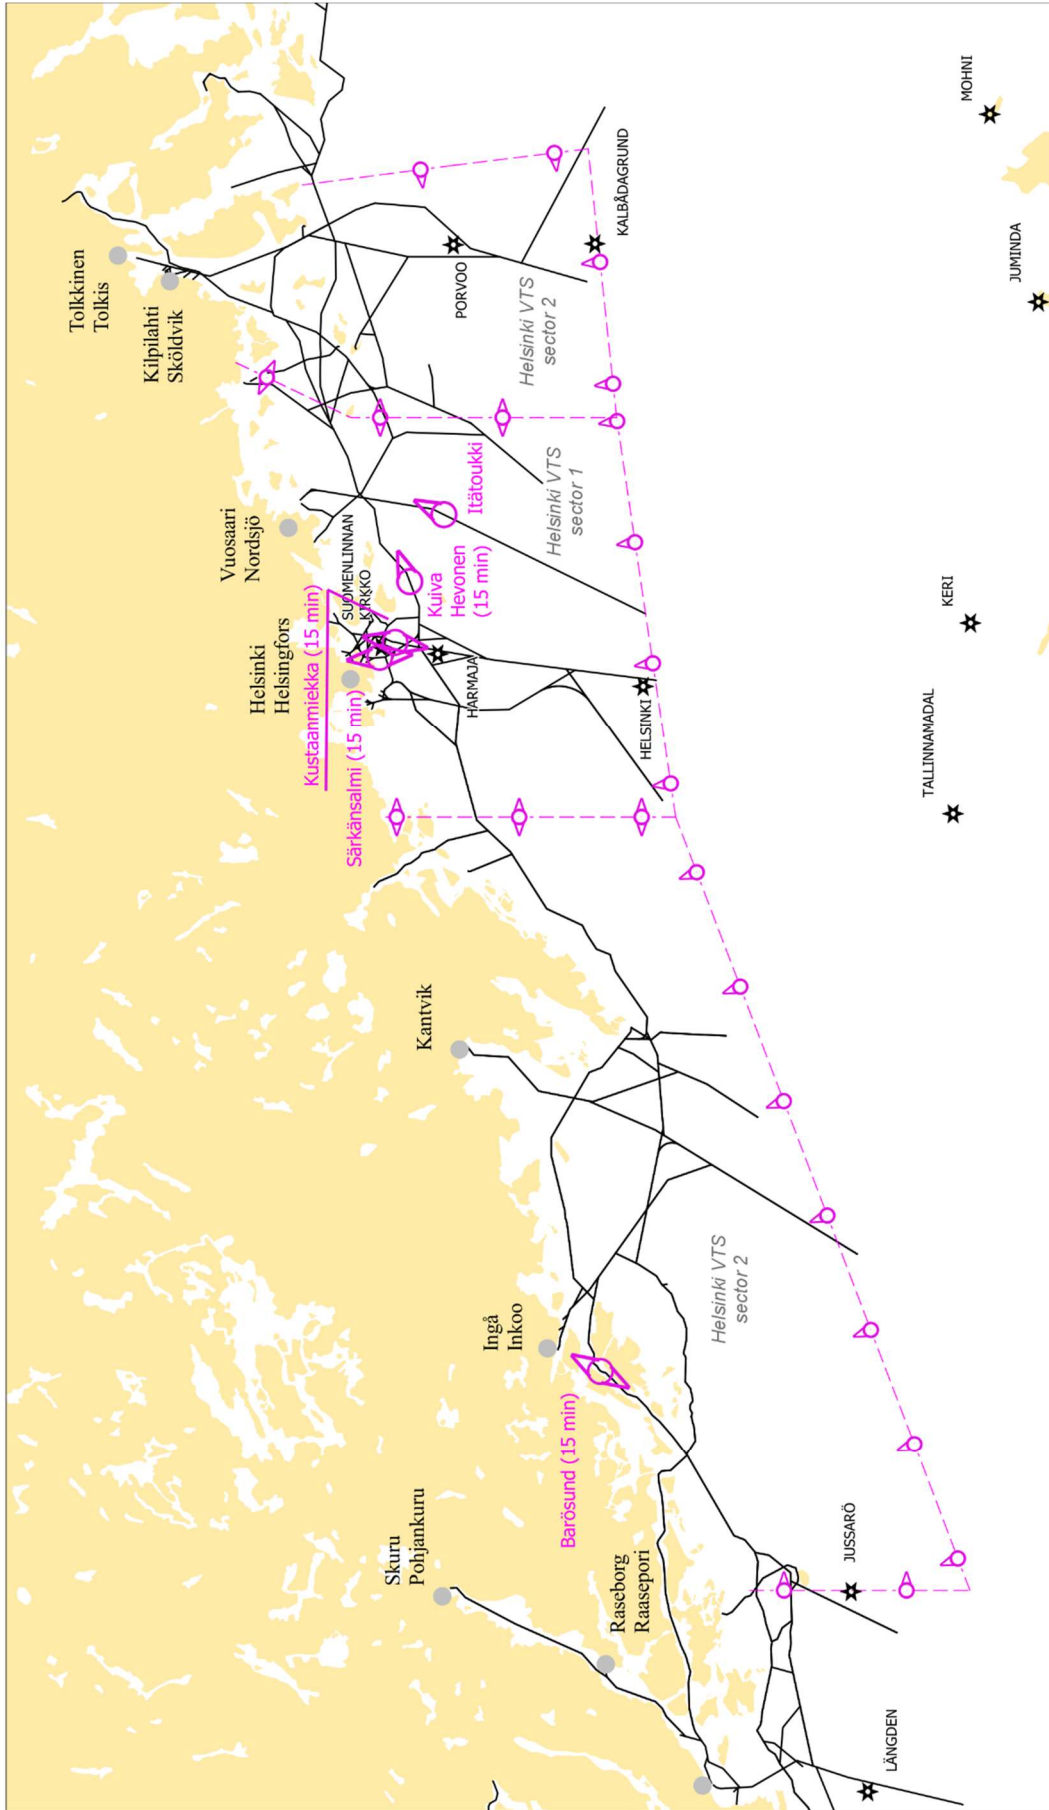 Skuru
Pohjankuru
Raseborg
Raasepori
LÄNGDEN
JUSSARÖ
Barösund (15 min)
Ingå
Inkoo
Helsinki VTS
sector 2
Kantvik
Särkänsalmi (15 min)
Kustaanmiekka (15 min)
Helsinki
Helsingfors
SUOMENLINNAN
KIRKKO
HARMAJA
HELSINKI
TALLINNAMADAL
KERI
Kuiva
Hevonen
(15 min)
Itätoukki
Vuosaari
Nordsjö
Helsinki VTS
sector 1
Helsinki VTS
sector 2
Kilpilahti
Sköldvik
Tolkkinen
Tolkis
PORVOO
KALBÅDAGRUND
JUMINDA
MOHNI